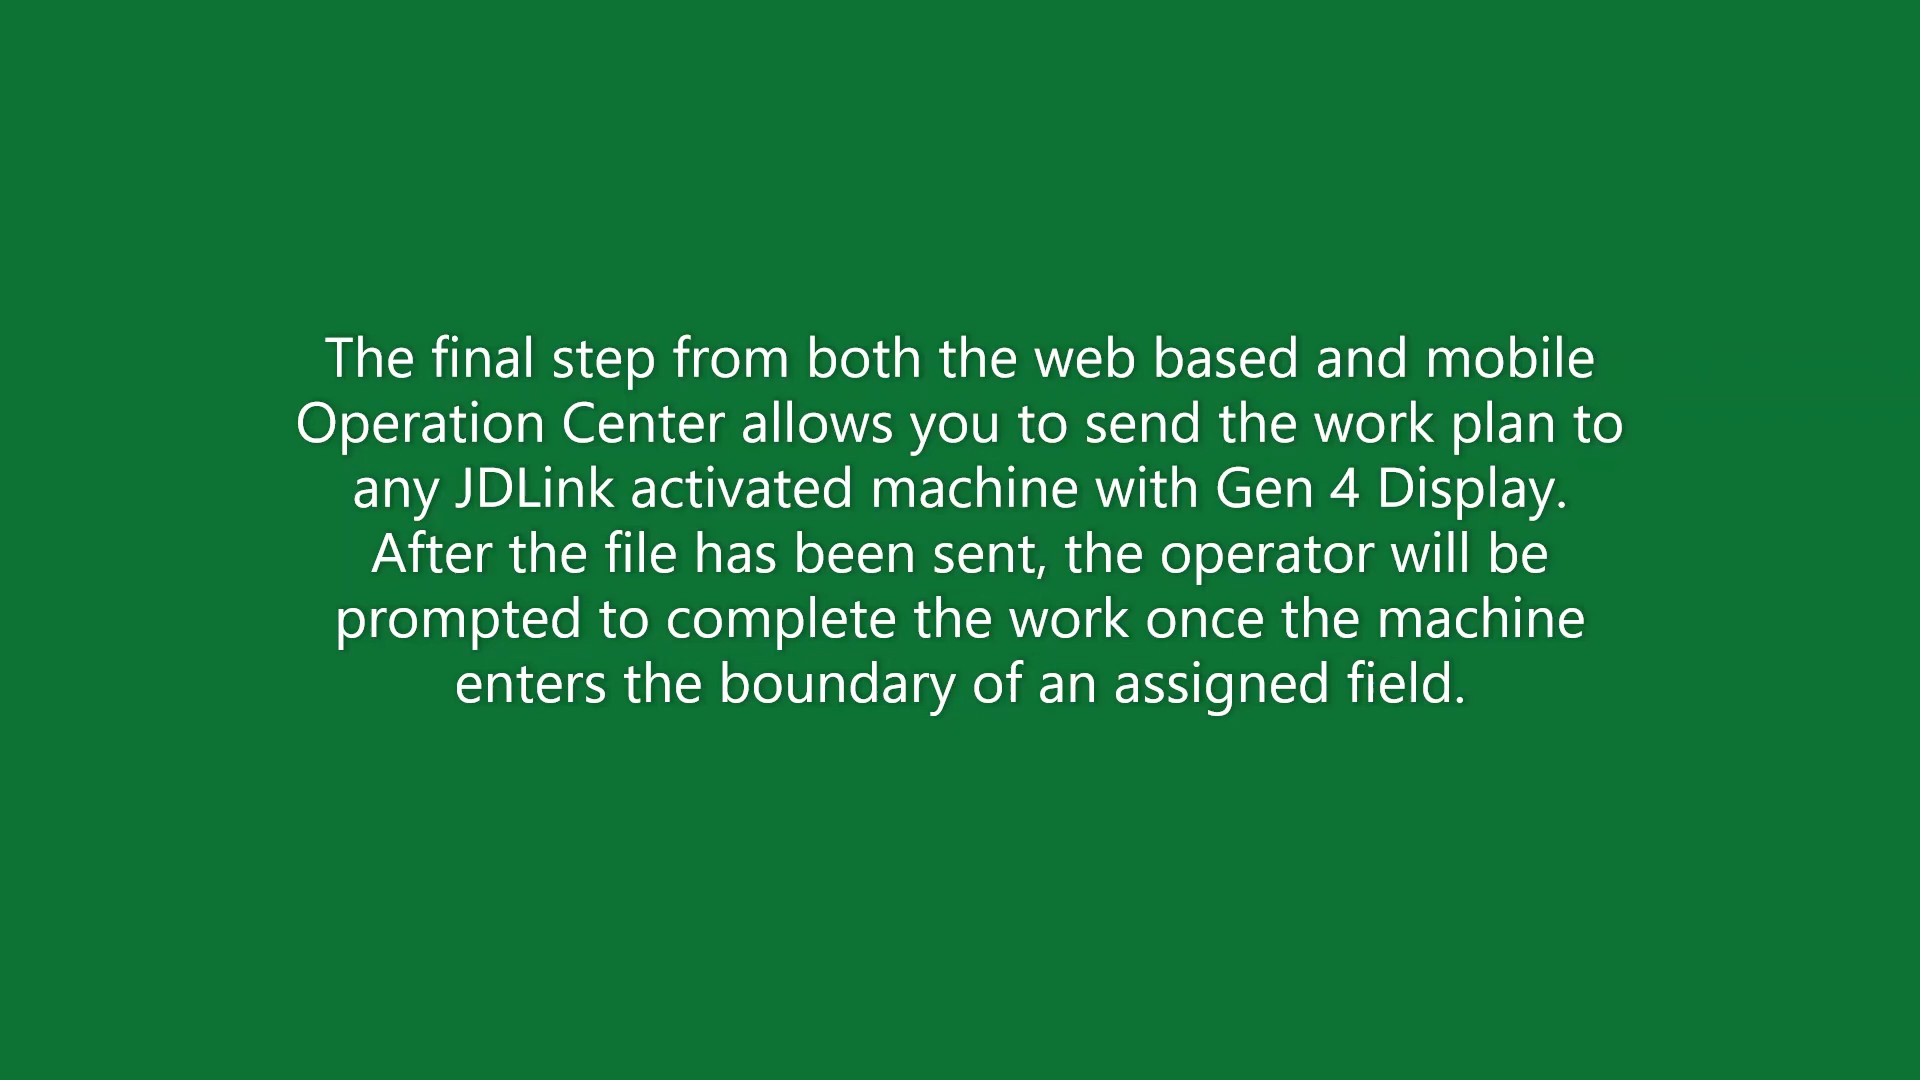 The final step from both the web based and mobile
Operation Center allows you to send the work plan to
any JDLink activated machine with Gen 4 Display.
After the file has been sent, the operator will be
prompted to complete the work once the machine
enters the boundary of an assigned field.